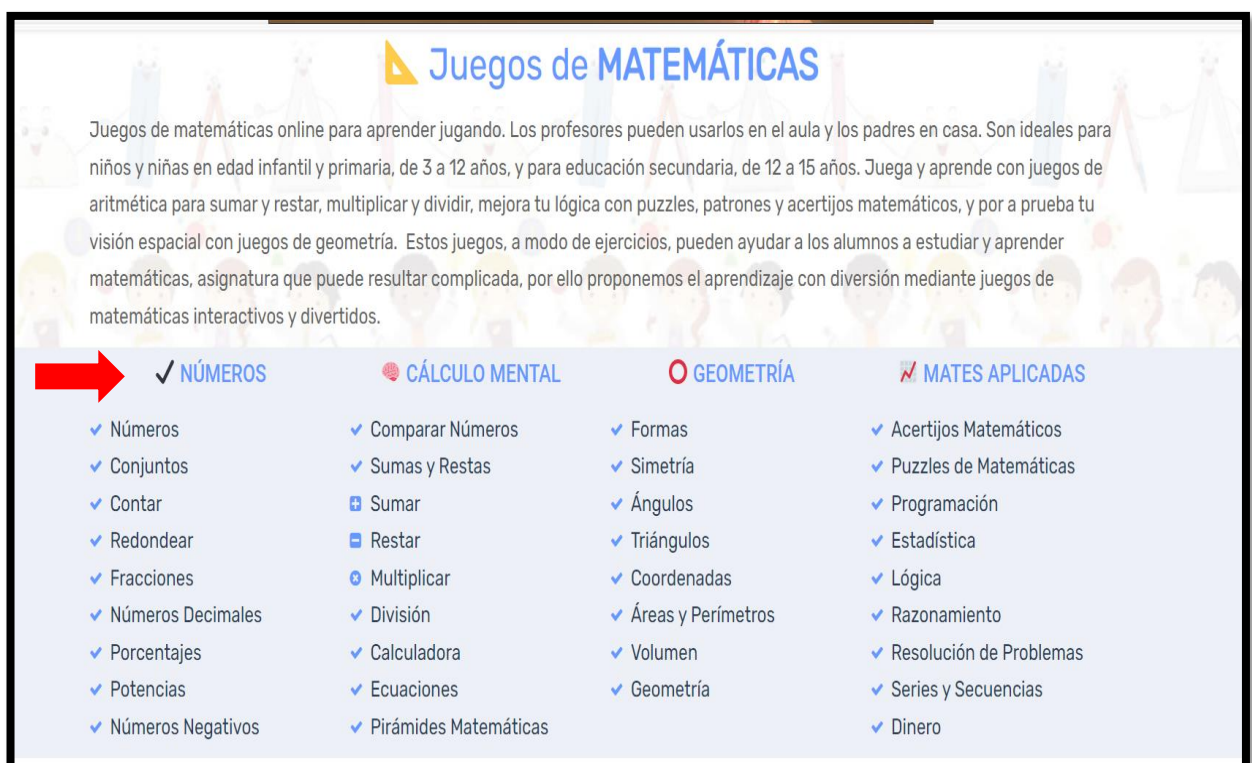 Juegos de MATEMÁTICAS
Juegos de matemáticas online para aprender jugando. Los profesores pueden usarlos en el aula y los padres en casa. Son ideales para
niños y niñas en edad infantil y primaria, de 3 a 12 años, y para educación secundaria, de 12 a 15 años. Juega y aprende con juegos de
aritmética para sumar y restar, multiplicar y dividir, mejora tu lógica con puzzles, patrones y acertijos matemáticos, y por a prueba tu
visión espacial con juegos de geometría. Estos juegos, a modo de ejercicios, pueden ayudar a los alumnos a estudiar y aprender
matemáticas, asignatura que puede resultar complicada, por ello proponemos el aprendizaje con diversión mediante juegos de
matemáticas interactivos y divertidos.
NÚMEROS
Números
Conjuntos
Contar
Redondear
Fracciones
Números Decimales
Porcentajes
Potencias
Números Negativos
CÁLCULO MENTAL
Comparar Números
Sumas y Restas
Sumar
Restar
Multiplicar
División
Calculadora
Ecuaciones
Pirámides Matemáticas
GEOMETRÍA
Formas
Simetría
Ángulos
Triángulos
Coordenadas
Áreas y Perímetros
Volumen
Geometría
MATES APLICADAS
Acertijos Matemáticos
Puzzles de Matemáticas
Programación
Estadística
Lógica
Razonamiento
Resolución de Problemas
Series y Secuencias
Dinero